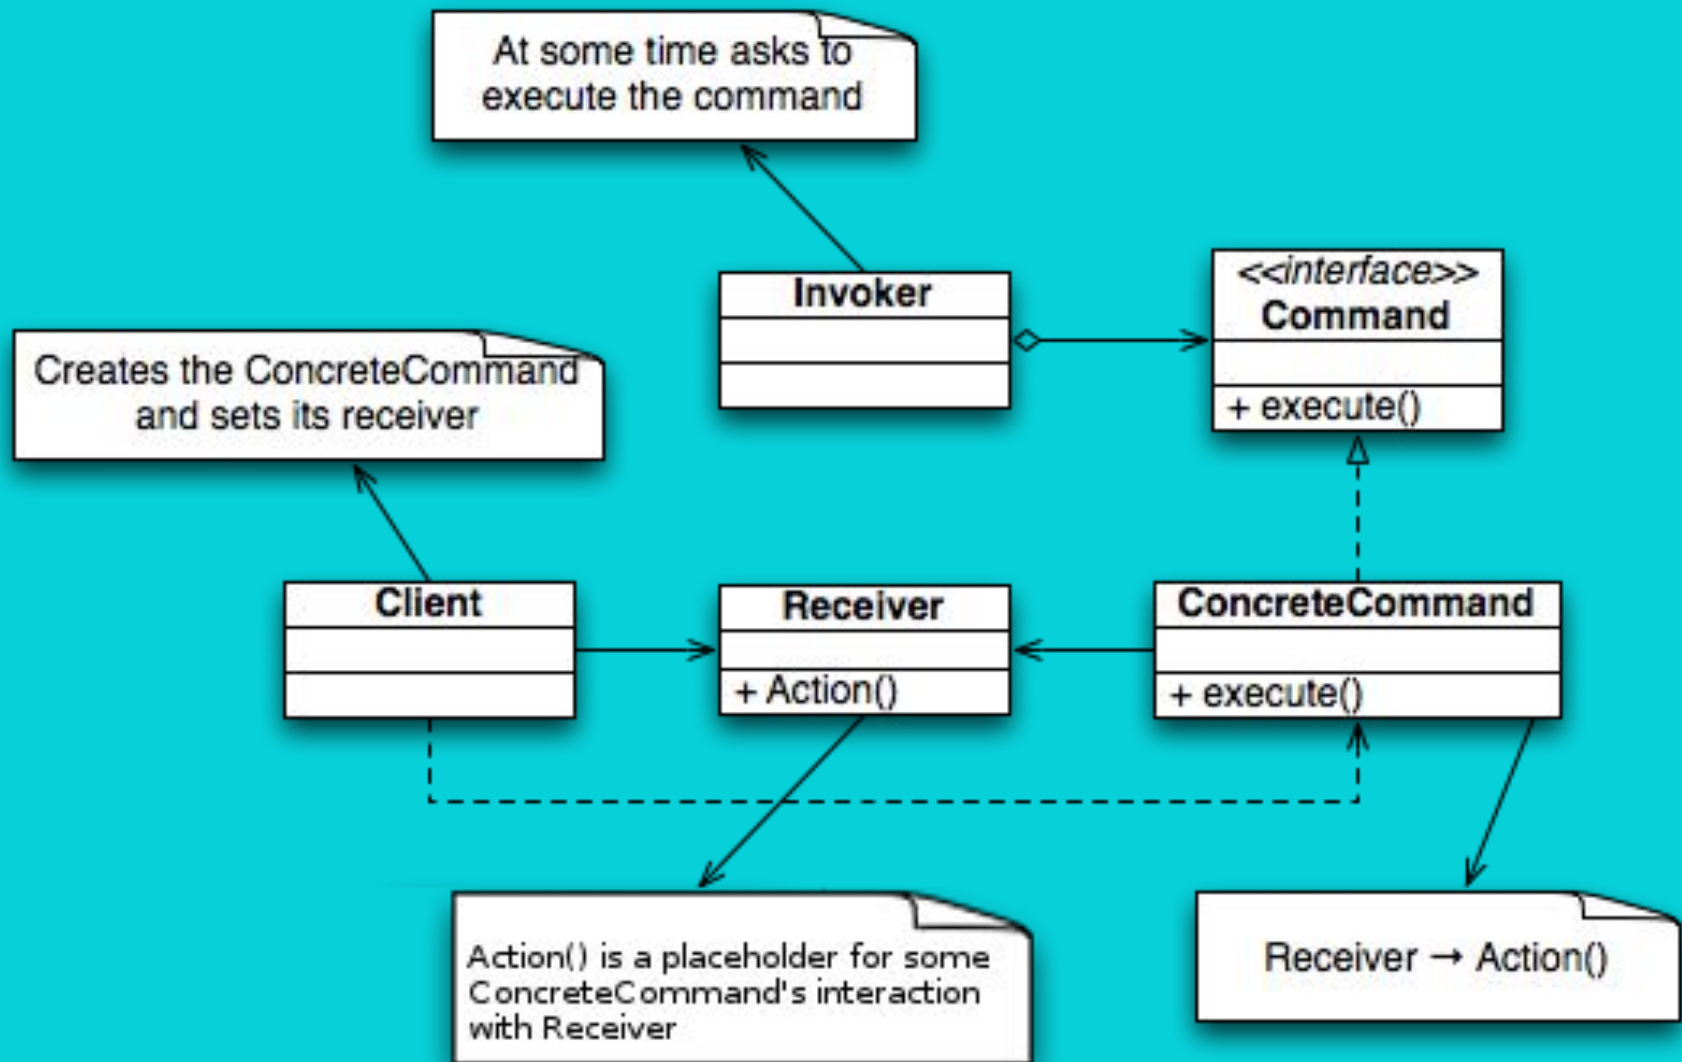 At some time asks to
execute the command
Invoker
<<interface>>
Command
+ execute()
Creates the ConcreteCommand
and sets its receiver
Client
Receiver
+ Action()
ConcreteCommand
+ execute()
Action() is a placeholder for some
ConcreteCommand's interaction
with Receiver
Receiver → Action()